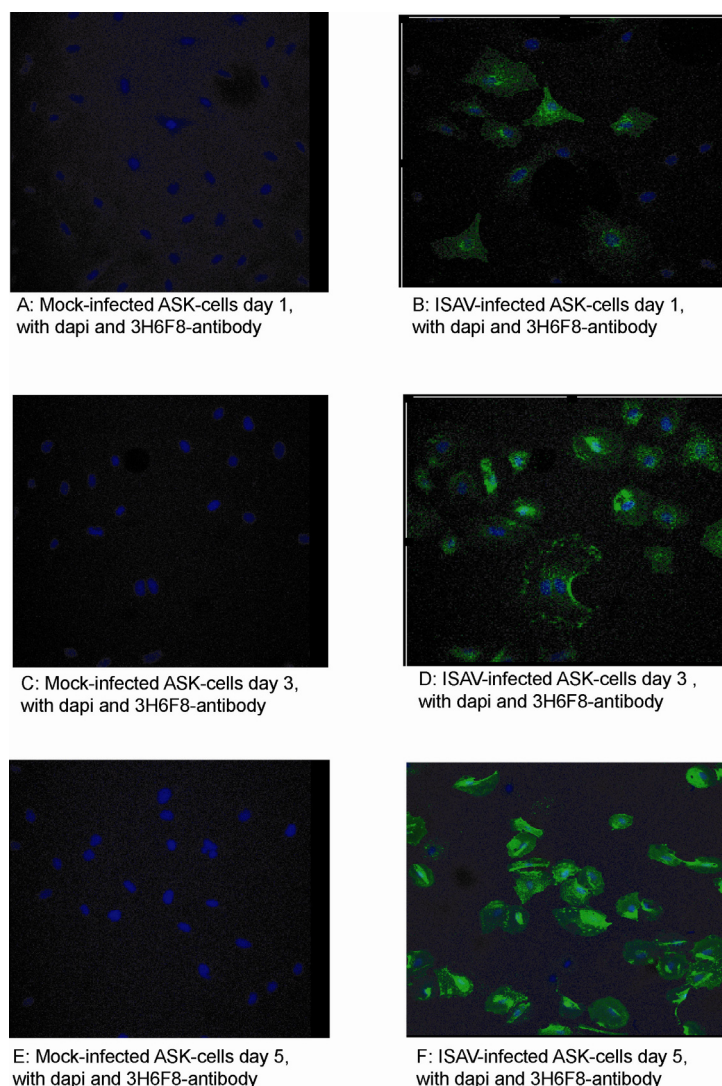 A: Mock-infected ASK-cells day 1,
with dapi and 3H6F8-antibody
B: ISAV-infected ASK-cells day 1,
with dapi and 3H6F8-antibody
C: Mock-infected ASK-cells day 3,
with dapi and 3H6F8-antibody
D: ISAV-infected ASK-cells day 3 ,
with dapi and 3H6F8-antibody
E: Mock-infected ASK-cells day 5,
with dapi and 3H6F8-antibody
F: ISAV-infected ASK-cells day 5,
with dapi and 3H6F8-antibody